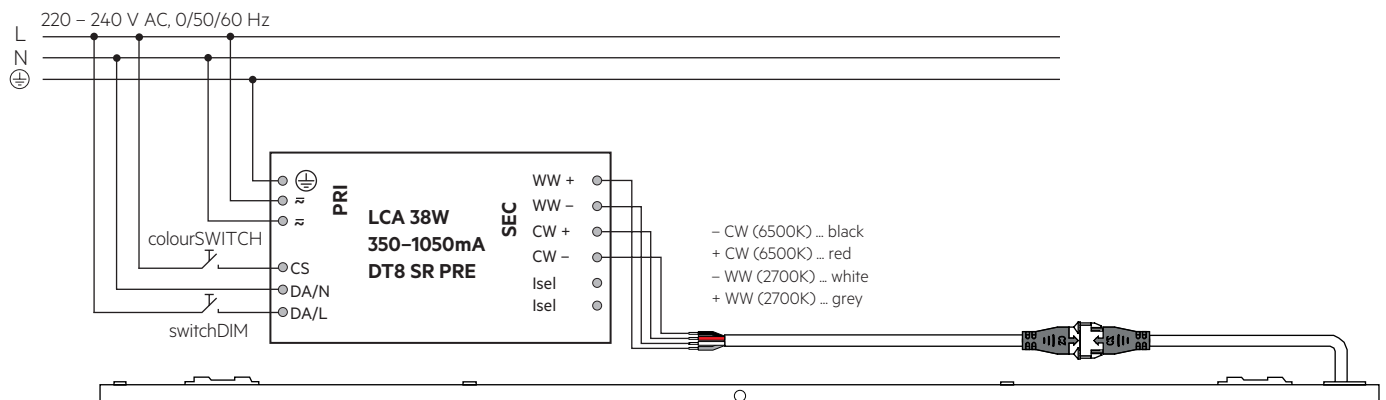 220 – 240 V AC, 0/50/60 Hz
L
N
PRI
LCA 38W
350–1050mA
DT8 SR PRE
SEC
WW +
WW –
CW +
CW –
Isel
Isel
colourSWITCH
CS
DA/N
DA/L
switchDIM
– CW (6500K) ... black
+ CW (6500K) ... red
– WW (2700K) ... white
+ WW (2700K) ... grey